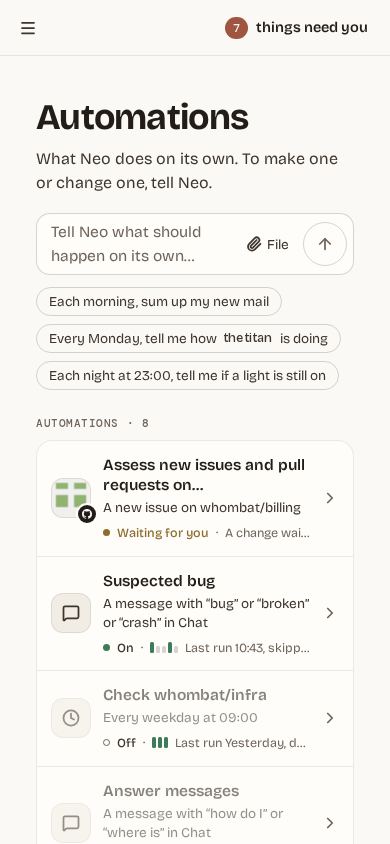 7 things need you
Automations
What Neo does on its own. To make one
or change one, tell Neo.
Tell Neo what should
happen on its own...
File
Each morning, sum up my new mail
Every Monday, tell me how thetitan is doing
Each night at 23:00, tell me if a light is still on
AUTOMATIONS · 8
Assess new issues and pull
requests on...
A new issue on whombat/billing
Waiting for you · A change wai...
Suspected bug
A message with “bug” or “broken”
or “crash” in Chat
On · Last run 10:43, skipp...
Check whombat/infra
Every weekday at 09:00
Off · Last run Yesterday, d...
Answer messages
A message with “how do I” or
“where is” in Chat